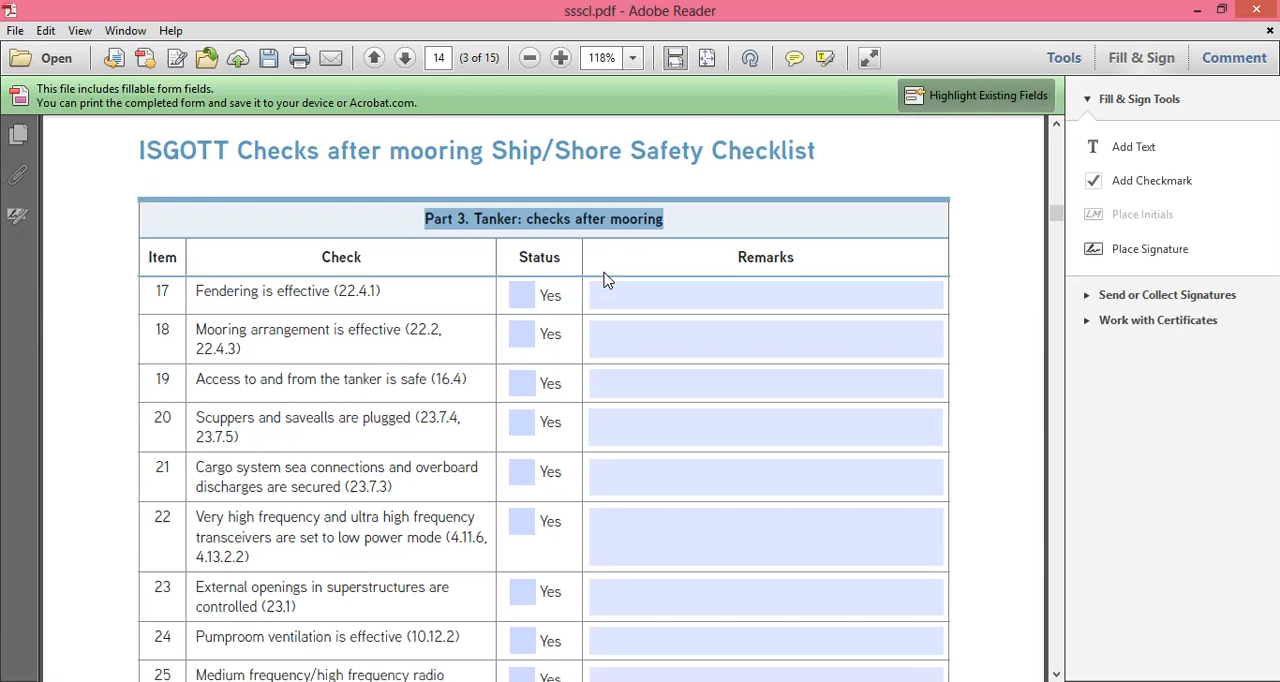 ssscl.pdf - Adobe Reader
File Edit View Window Help
Open 14 (3 of 15) 118% Tools Fill & Sign Comment
This file includes fillable form fields.
You can print the completed form and save it to your device or Acrobat.com.
Highlight Existing Fields
Fill & Sign Tools
T Add Text
Add Checkmark
LM Place Initials
Place Signature
Send or Collect Signatures
Work with Certificates
ISGOTT Checks after mooring Ship/Shore Safety Checklist
Part 3. Tanker: checks after mooring
Item Check Status Remarks
17 Fendering is effective (22.4.1) Yes
18 Mooring arrangement is effective (22.2, Yes
22.4.3)
19 Access to and from the tanker is safe (16.4) Yes
20 Scuppers and savealls are plugged (23.7.4, Yes
23.7.5)
21 Cargo system sea connections and overboard Yes
discharges are secured (23.7.3)
22 Very high frequency and ultra high frequency Yes
transceivers are set to low power mode (4.11.6,
4.13.2.2)
23 External openings in superstructures are Yes
controlled (23.1)
24 Pumproom ventilation is effective (10.12.2) Yes
25 Medium frequency/high frequency radio Yes